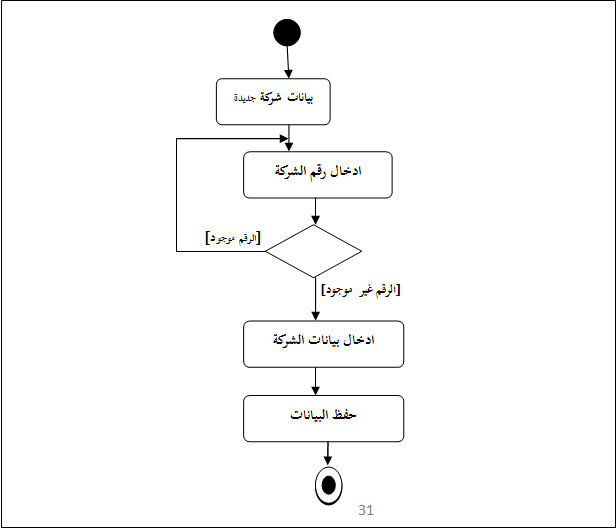 بيانات شركة جديدة
ادخال رقم الشركة
[الرقم موجود]
[الرقم غير موجود]
ادخال بيانات الشركة
حفظ البيانات
31